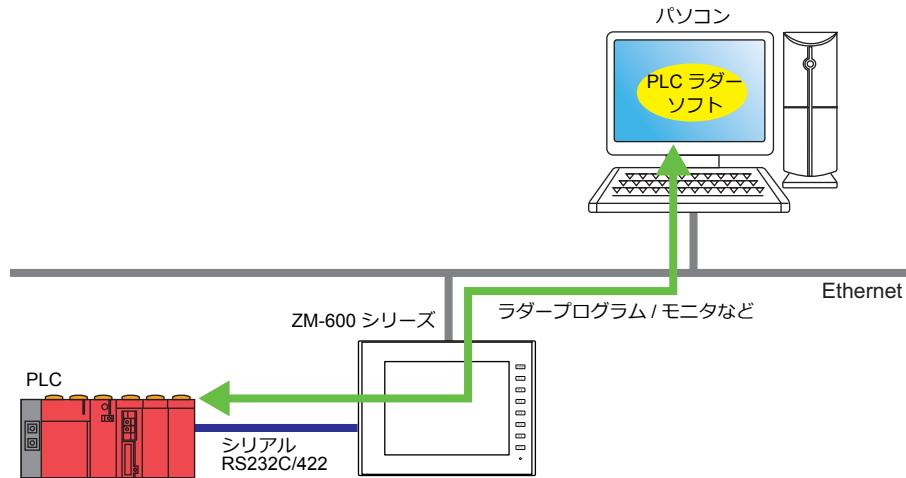 パソコン
PLC ラダー
ソフト
Ethernet
ラダープログラム / モニタなど
ZM-600 シリーズ
PLC
シリアル
RS232C/422